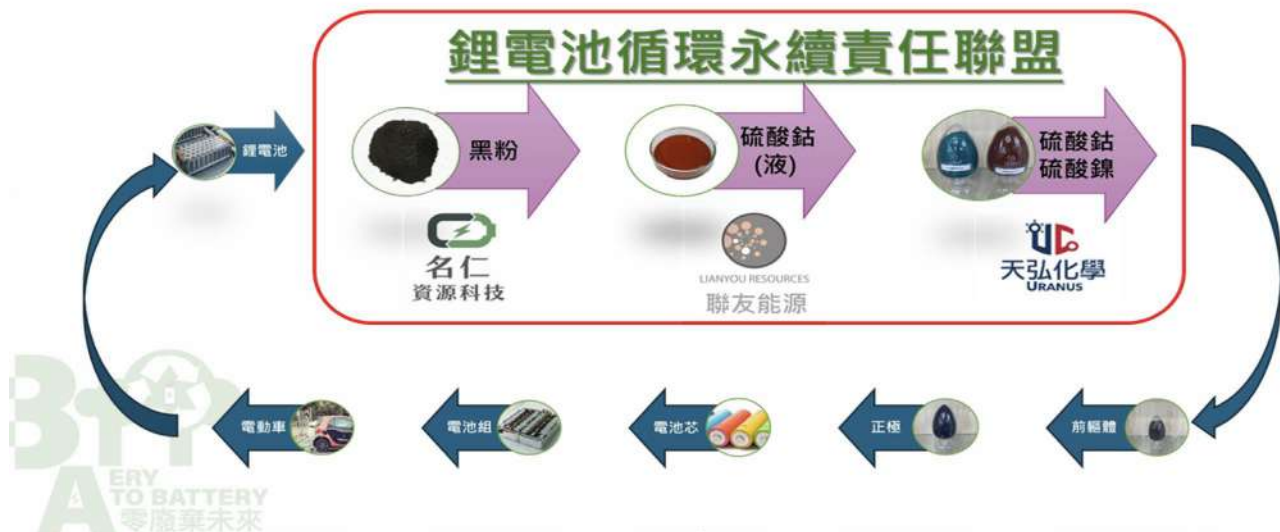 鋰電池循環永續責任聯盟
鋰電池
黑粉
硫酸鈷
(液)
硫酸鈷
硫酸鎳
名仁
資源科技
LIANYOU RESOURCES
聯友能源
UC
天弘化學
URANUS
電動車
電池組
電池芯
正極
前軀體
ERY
TO BATTERY
零廢棄未來